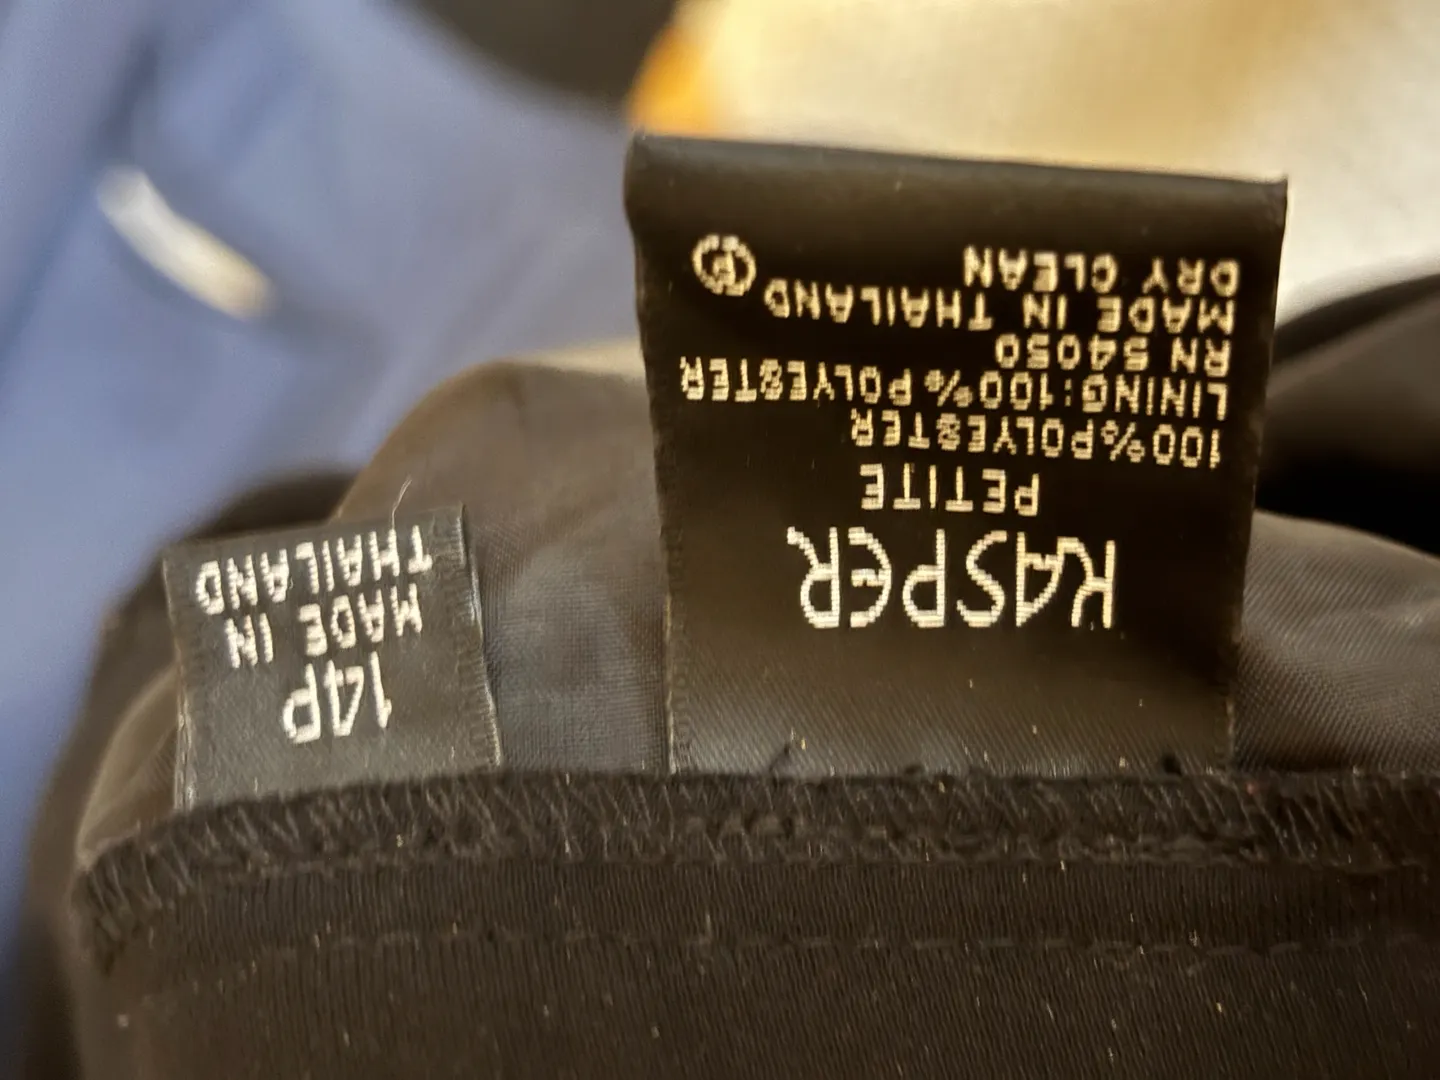 KASPER
PETITE
100% POLYESTER
LINING: 100% POLYESTER
RN 54050
MADE IN THAILAND
DRY CLEAN
P
14P
MADE IN
THAILAND